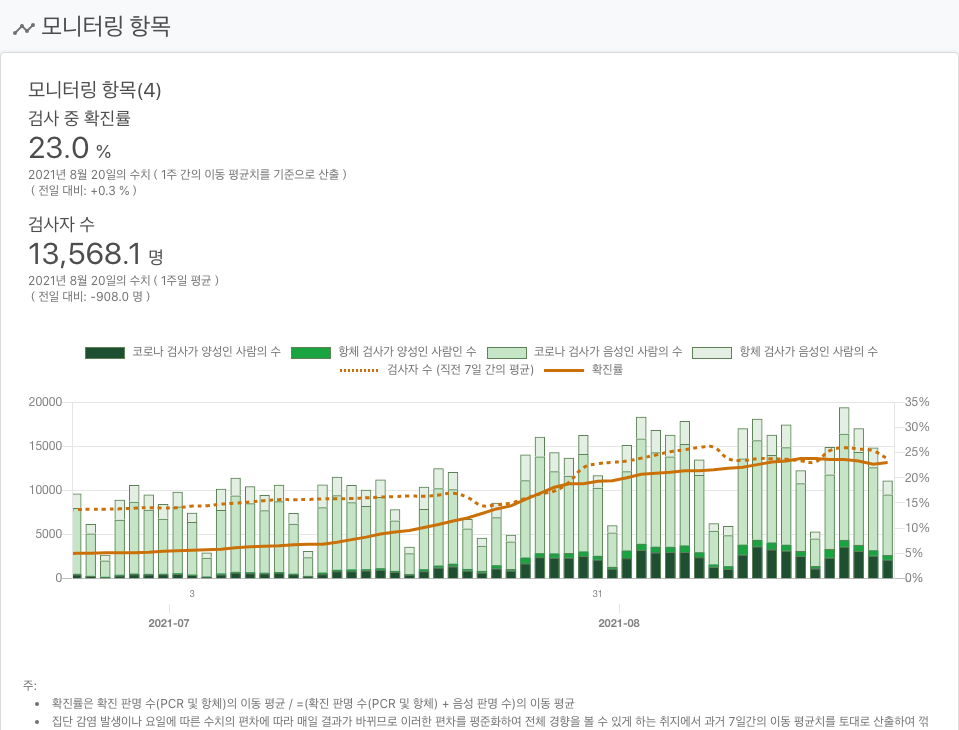 모니터링 항목
모니터링 항목(4)
검사 중 확진률
23.0 %
2021년 8월 20일의 수치 ( 1주 간의 이동 평균치를 기준으로 산출 )
( 전일 대비: +0.3 % )
검사자 수
13,568.1 명
2021년 8월 20일의 수치 ( 1주일 평균 )
( 전일 대비: -908.0 명 )
코로나 검사가 양성인 사람의 수 항체 검사가 양성인 사람인 수 코로나 검사가 음성인 사람의 수 항체 검사가 음성인 사람의 수
검사자 수 (직전 7일 간의 평균) 확진률
20000 35%
30%
15000 25%
10000 20%
15%
5000 10%
5%
0 0%
3 31
2021-07 2021-08
주:
• 확진률은 확진 판명 수(PCR 및 항체)의 이동 평균 / =(확진 판명 수(PCR 및 항체) + 음성 판명 수)의 이동 평균
• 집단 감염 발생이나 요일에 따른 수치의 편차에 따라 매일 결과가 바뀌므로 이러한 편차를 평준화하여 전체 경향을 볼 수 있게 하는 취지에서 과거 7일간의 이동 평균치를 토대로 산출하여 꺾